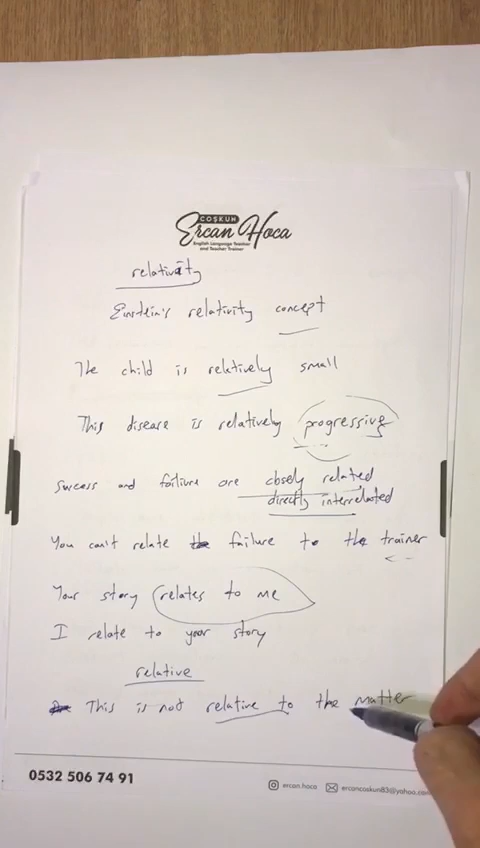 COŞKUN
Ercan Hoca
English Language Teacher
and Teacher Trainer
relativity
Einstein's relativity concept
The child is relatively small
This disease is relatively progressive
Success and failure are closely related
directly interrelated
You can't relate failure to the trainer
Your story relates to me
I relate to your story
relative
This is not relative to the matter
0532 506 74 91
ercan.hoca
ercancoskun83@yahoo.com